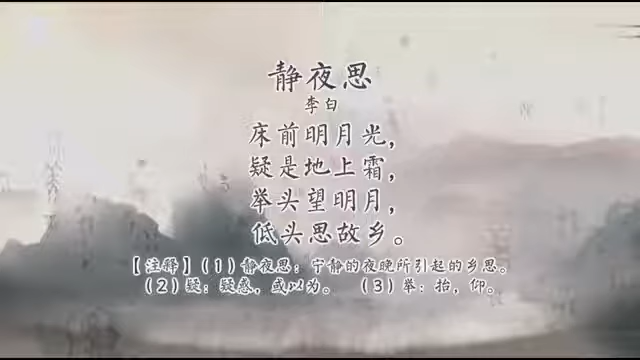 静夜思
李白
床前明月光，
疑是地上霜，
举头望明月，
低头思故乡。
【注释】（1）静夜思：宁静的夜晚所引起的乡思。
（2）疑：疑惑，或以为。 （3）举：抬，仰。